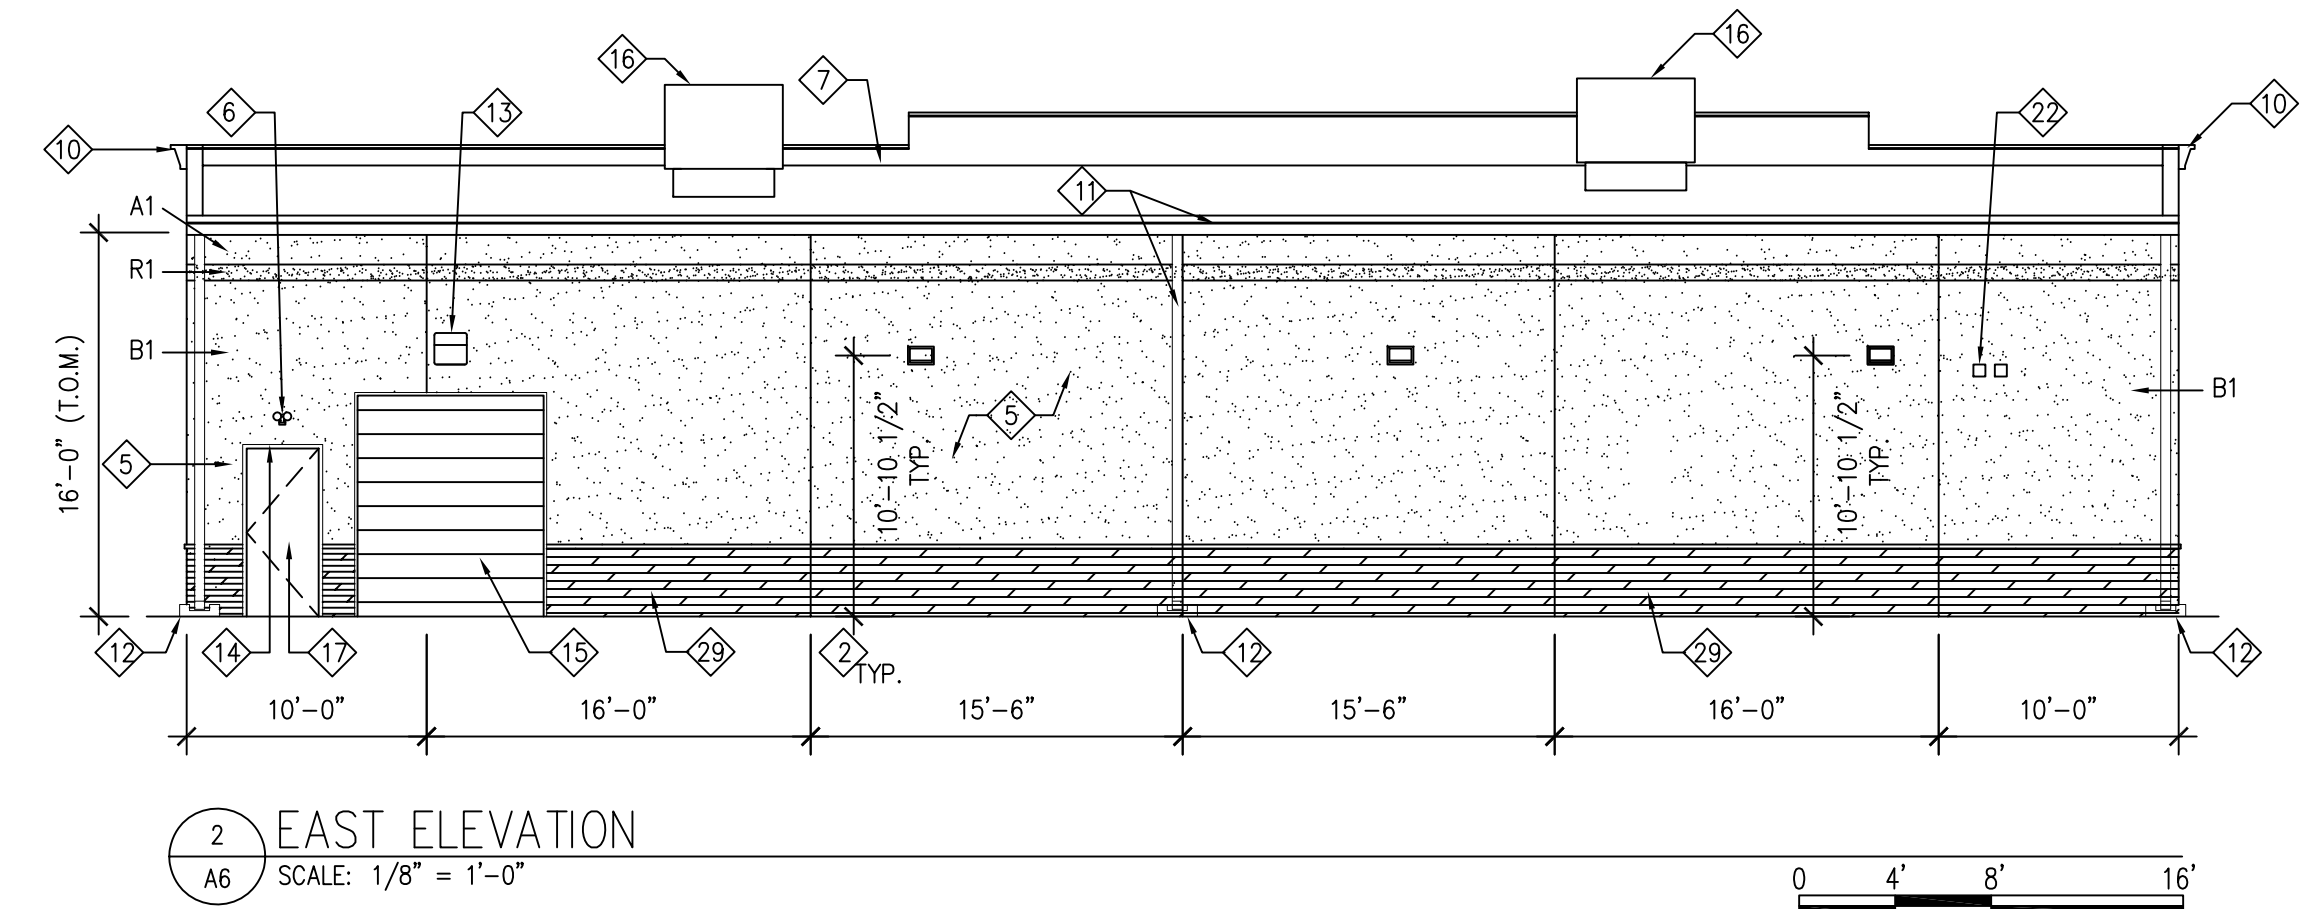 16
16
7
10
6
13
22
10
11
A1
R1
B1
16'-0" (T.O.M.)
5
10'-10 1/2"
TYP.
5
10'-10 1/2"
TYP.
B1
12
14
17
15
29
2
TYP.
12
29
12
10'-0"
16'-0"
15'-6"
15'-6"
16'-0"
10'-0"
2
A6
EAST ELEVATION
SCALE: 1/8" = 1'-0"
0 4' 8' 16'